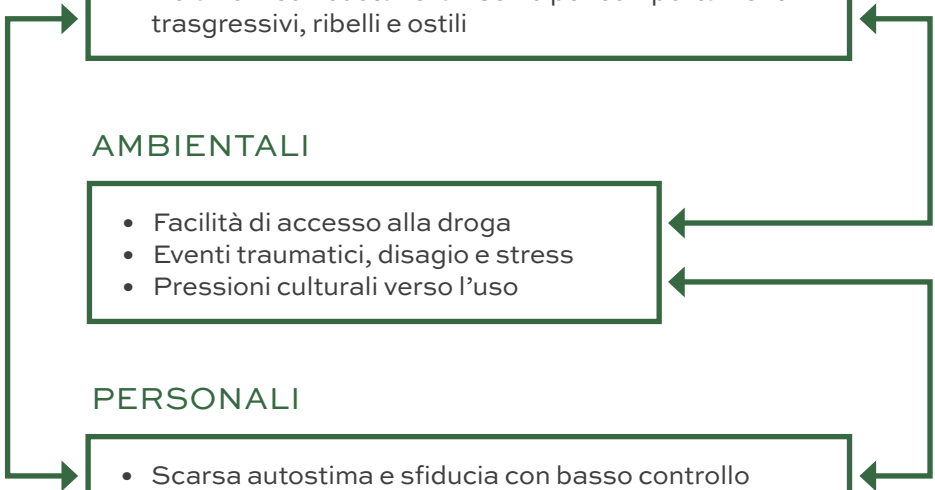 trasgressivi, ribelli e ostili
AMBIENTALI
• Facilità di accesso alla droga
• Eventi traumatici, disagio e stress
• Pressioni culturali verso l’uso
PERSONALI
• Scarsa autostima e sfiducia con basso controllo